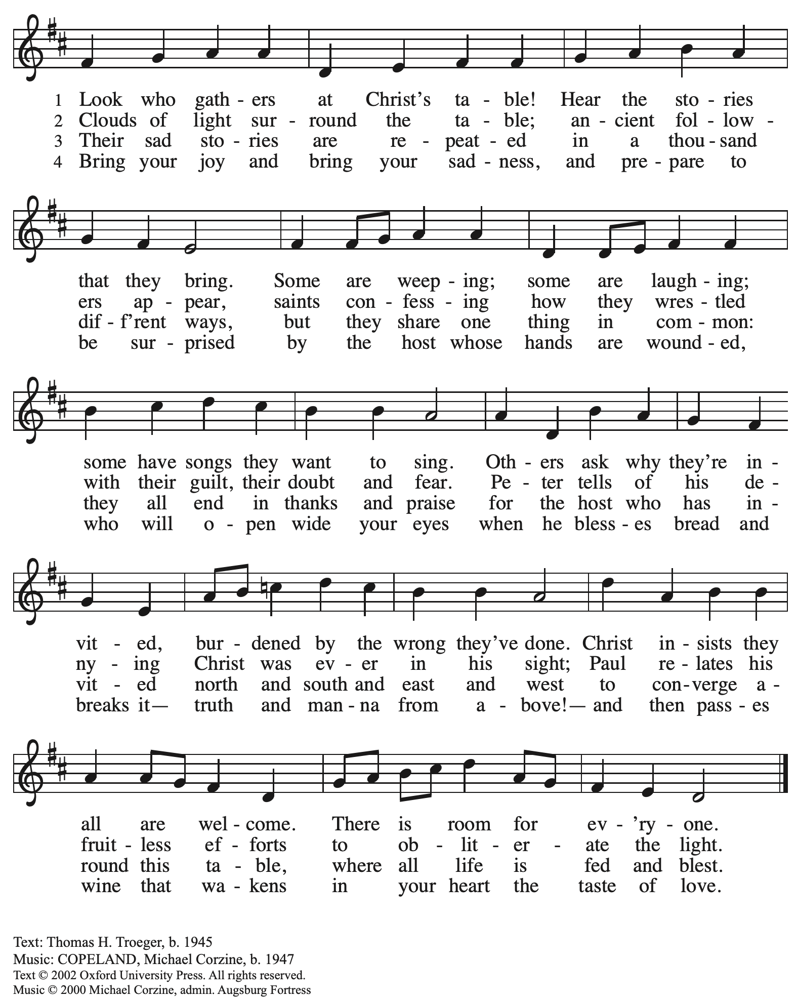 1 Look who gath - ers at Christ's ta - ble! Hear the sto - ries
2 Clouds of light sur - round the ta - ble; an - cient fol - low -
3 Their sad sto - ries are re - peat - ed in a thou - sand
4 Bring your joy and bring your sad - ness, and pre - pare to
that they bring. Some are weep - ing; some are laugh - ing;
ers ap - pear, saints con - fess - ing how they wres - tled
dif - f'rent ways, but they share one thing in com - mon:
be sur - prised by the host whose hands are wound - ed,
some have songs they want to sing. Oth - ers ask why they're in -
with their guilt, their doubt and fear. Pe - ter tells of his de -
they all end in thanks and praise for the host who has in -
who will o - pen wide your eyes when he bless - es bread and
vit - ed, bur - dened by the wrong they've done. Christ in - sists they
ny - ing Christ was ev - er in his sight; Paul re - lates his
vit - ed north and south and east and west to con - verge a -
breaks it— truth and man - na from a - bove!— and then pass - es
all are wel - come. There is room for ev - 'ry - one.
fruit - less ef - forts to ob - lit - er - ate the light.
round this ta - ble, where all life is fed and blest.
wine that wa - kens in your heart the taste of love.
Text: Thomas H. Troeger, b. 1945
Music: COPELAND, Michael Corzine, b. 1947
Text © 2002 Oxford University Press. All rights reserved.
Music © 2000 Michael Corzine, admin. Augsburg Fortress